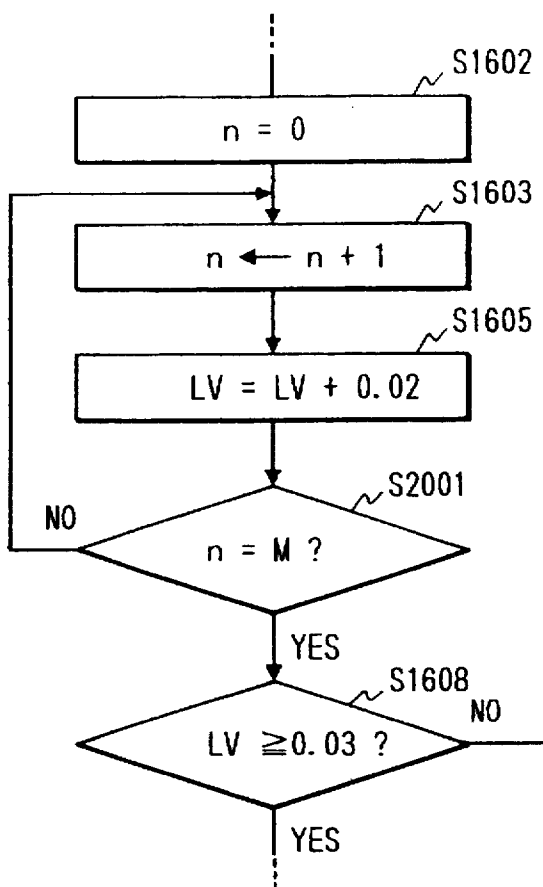 S1602
n = 0
S1603
n ← n + 1
S1605
LV = LV + 0.02
S2001
NO
n = M ?
YES
S1608
NO
LV ≧0.03 ?
YES